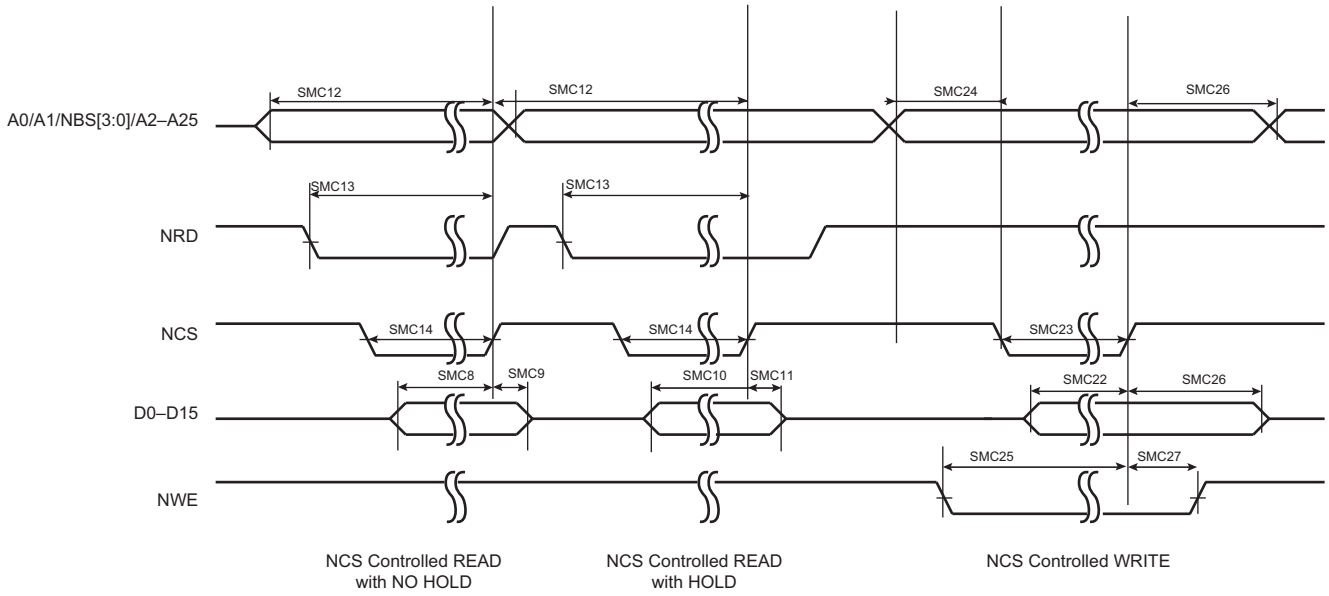 SMC12
SMC12
SMC24
SMC26
A0/A1/NBS[3:0]/A2–A25
SMC13
SMC13
NRD
NCS
SMC14
SMC14
SMC23
SMC8
SMC9
SMC10
SMC11
SMC22
SMC26
D0–D15
SMC25
SMC27
NWE
NCS Controlled READ
with NO HOLD
NCS Controlled READ
with HOLD
NCS Controlled WRITE